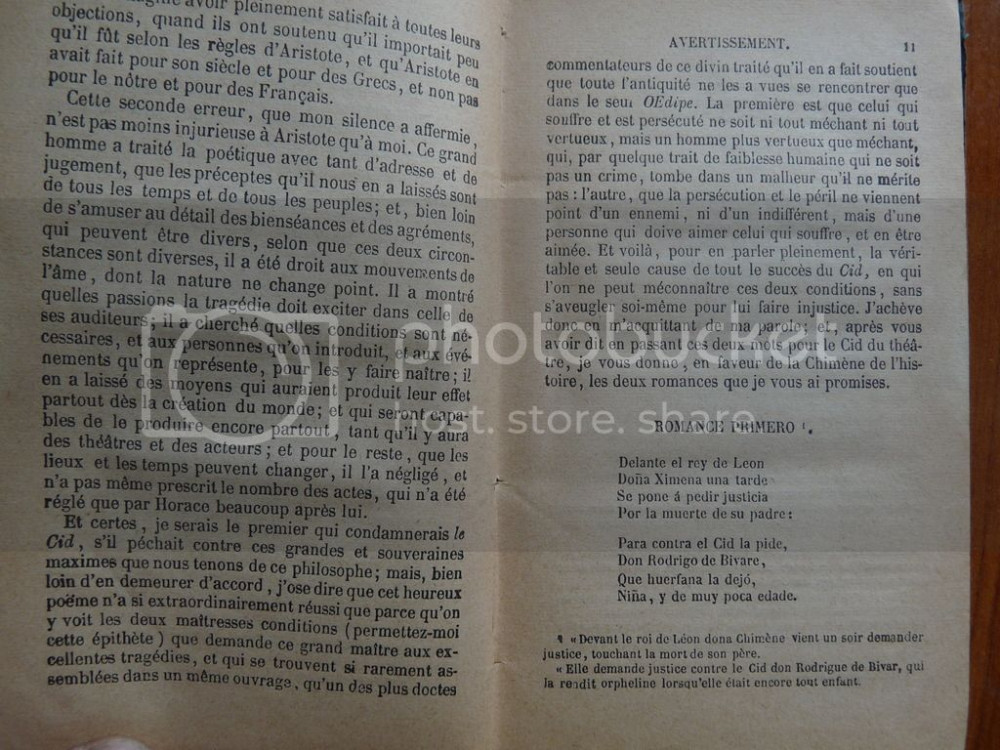 avoir pleinement satisfait à toutes leurs
objections, quand ils ont soutenu qu'il importait peu
qu'il fût selon les règles d'Aristote, et qu'Aristote en
avait fait pour son siècle et pour des Grecs, et non pas
pour le nôtre et pour des Français.
Cette seconde erreur, que mon silence a affermie,
n'est pas moins injurieuse à Aristote qu'à moi. Ce grand
homme a traité la poétique avec tant d'adresse et de
jugement, que les préceptes qu'il nous en a laissés sont
de tous les temps et de tous les peuples; et, bien loin
de s'amuser au détail des bienséances et des agréments,
qui peuvent être divers, selon que ces deux circon-
stances sont diverses, il a été droit aux mouvements de
l'âme, dont la nature ne change point. Il a montré
quelles passions la tragédie doit exciter dans celle de
ses auditeurs; il a cherché quelles conditions sont né-
cessaires, et aux personnes qu'on introduit, et aux évé-
nements qu'on représente, pour les y faire naître; il
en a laissé des moyens qui auraient produit leur effet
partout dès la création du monde; et qui seront capa-
bles de le produire encore partout, tant qu'il y aura
des théâtres et des acteurs; et pour le reste, que les
lieux et les temps peuvent changer, il l'a négligé, et
n'a pas même prescrit le nombre des actes, qui n'a été
réglé que par Horace beaucoup après lui.
Et certes, je serais le premier qui condamnerais le
Cid, s'il péchait contre ces grandes et souveraines
maximes que nous tenons de ce philosophe; mais, bien
loin d'en demeurer d'accord, j'ose dire que cet heureux
poëme n'a si extraordinairement réussi que parce qu'on
y voit les deux maîtresses conditions (permettez-moi
cette épithète) que demande ce grand maître aux ex-
cellentes tragédies, et qui se trouvent si rarement as-
semblées dans un même ouvrage, qu'un des plus doctes
AVERTISSEMENT. 11
commentateurs de ce divin traité qu'il en a fait soutient
que toute l'antiquité ne les a vues se rencontrer que
dans le seul OEdipe. La première est que celui qui
souffre et est persécuté ne soit ni tout méchant ni tout
vertueux, mais un homme plus vertueux que méchant,
qui, par quelque trait de faiblesse humaine qui ne soit
pas un crime, tombe dans un malheur qu'il ne mérite
pas : l'autre, que la persécution et le péril ne viennent
point d'un ennemi, ni d'un indifférent, mais d'une
personne qui doive aimer celui qui souffre, et en être
aimée. Et voilà, pour en parler pleinement, la véri-
table et seule cause de tout le succès du Cid, en qui
l'on ne peut méconnaître ces deux conditions, sans
s'aveugler soi-même pour lui faire injustice. J'achève
donc en m'acquittant de ma parole; et, après vous
avoir dit en passant ces deux mots pour le Cid du théâ-
tre, je vous donne, en faveur de la Chimène de l'his-
toire, les deux romances que je vous ai promises.
ROMANCE PRIMERO ¹.
Delante el rey de Leon
Doña Ximena una tarde
Se pone á pedir justicia
Por la muerte de su padre:
Para contra el Cid la pide,
Don Rodrigo de Bivare,
Que huerfana la dejó,
Niña, y de muy poca edade.
¹ « Devant le roi de Léon dona Chimène vient un soir demander
justice, touchant la mort de son père.
« Elle demande justice contre le Cid don Rodrigue de Bivar, qui
la rendit orpheline lorsqu'elle était encore tout enfant.
photobucket
host. store. share.